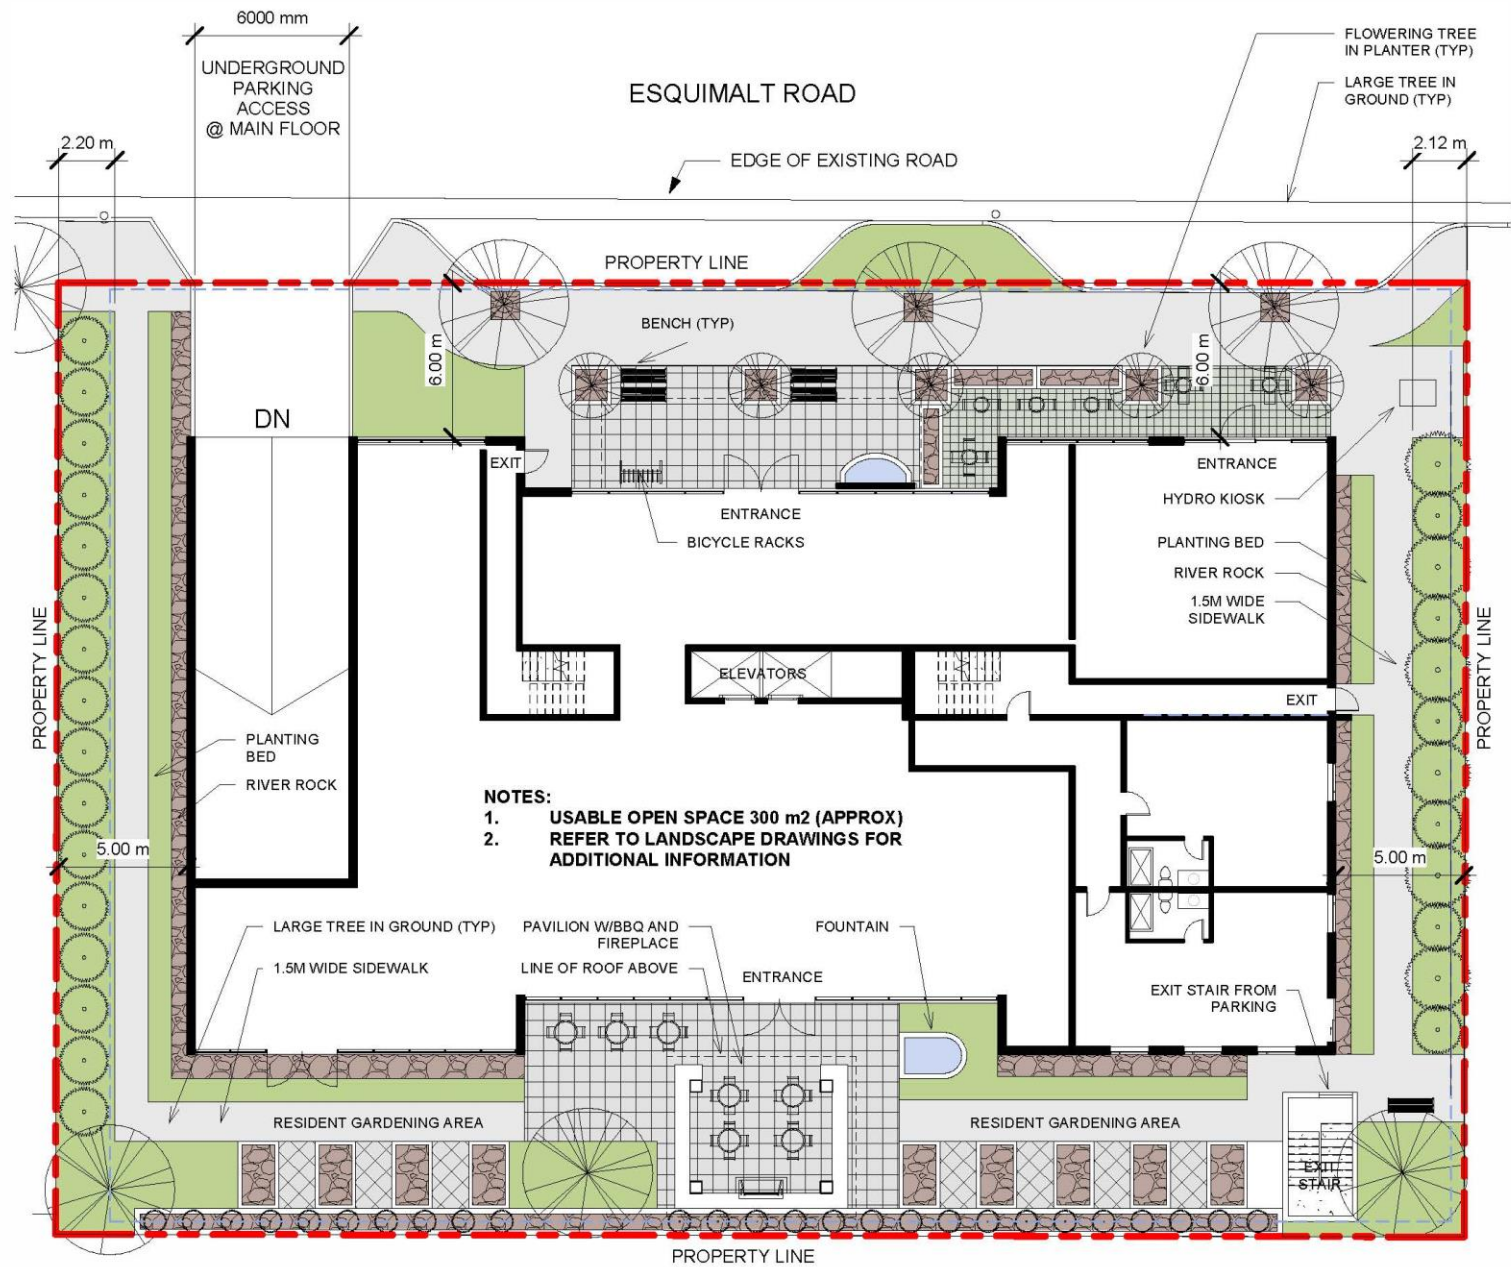 6000 mm
UNDERGROUND
PARKING
ACCESS
@ MAIN FLOOR
ESQUIMALT ROAD
FLOWERING TREE
IN PLANTER (TYP)
LARGE TREE IN
GROUND (TYP)
2.20 m
EDGE OF EXISTING ROAD
2.12 m
PROPERTY LINE
BENCH (TYP)
6.00 m
6.00 m
DN
EXIT
ENTRANCE
HYDRO KIOSK
ENTRANCE
BICYCLE RACKS
PLANTING BED
RIVER ROCK
1.5M WIDE
SIDEWALK
PROPERTY LINE
PROPERTY LINE
ELEVATORS
EXIT
PLANTING
BED
RIVER ROCK
NOTES:
1. USABLE OPEN SPACE 300 m2 (APPROX)
2. REFER TO LANDSCAPE DRAWINGS FOR
ADDITIONAL INFORMATION
5.00 m
5.00 m
LARGE TREE IN GROUND (TYP)
1.5M WIDE SIDEWALK
PAVILION W/BBQ AND
FIREPLACE
LINE OF ROOF ABOVE
FOUNTAIN
ENTRANCE
EXIT STAIR FROM
PARKING
RESIDENT GARDENING AREA
RESIDENT GARDENING AREA
EXIT
STAIR
PROPERTY LINE